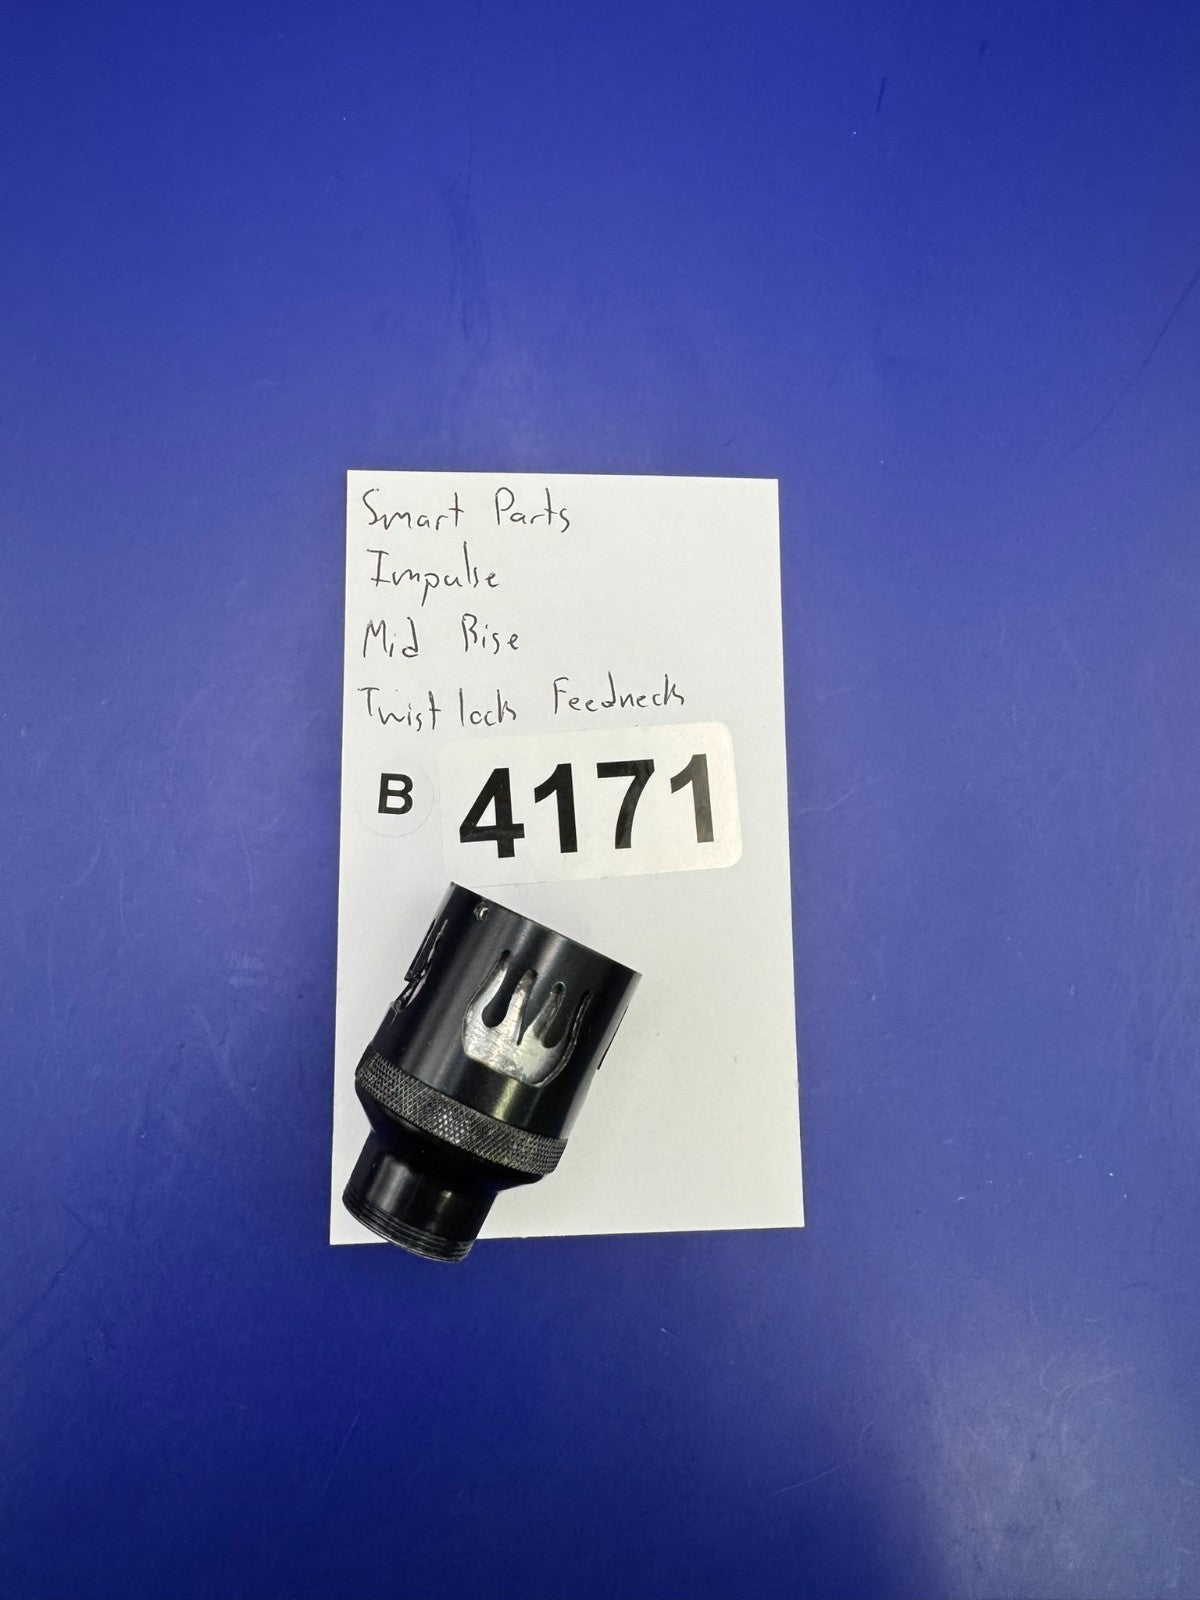 Smart Parts
Impulse
Mid Rise
Twist lock Feedneck
B 4171